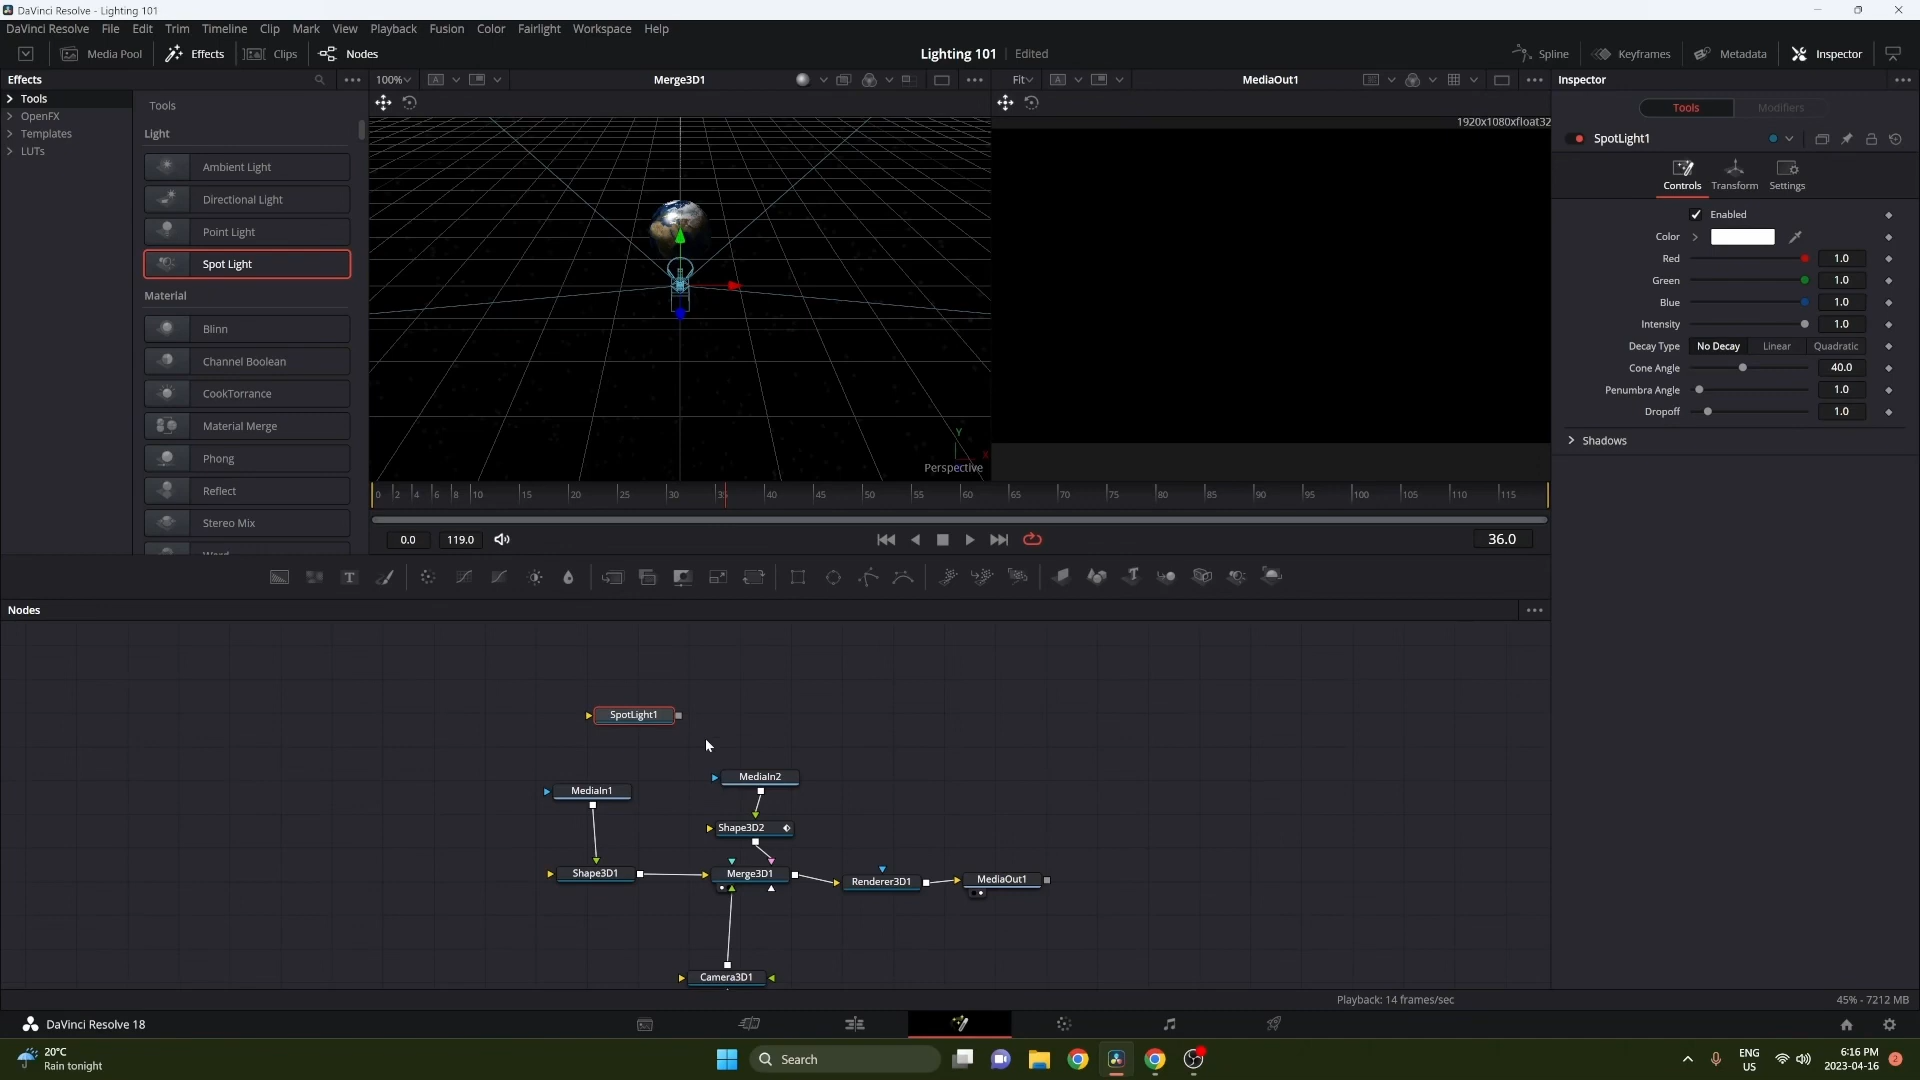 DaVinci Resolve - Lighting 101
DaVinci Resolve File Edit Trim Timeline Clip Mark View Playback Fusion Color Fairlight Workspace Help
Media Pool Effects Clips Nodes Lighting 101 Edited Spline Keyframes Metadata Inspector
Effects 100% Merge3D1 Fit MediaOut1 Inspector
Tools
OpenFX
Templates
LUTs
Tools
Light
Ambient Light
Directional Light
Point Light
Spot Light
Material
Blinn
Channel Boolean
CookTorrance
Material Merge
Phong
Reflect
Stereo Mix
1920x1080xfloat32
Y
X
Perspective
Tools Modifiers
SpotLight1
Controls Transform Settings
Enabled
Color
Red 1.0
Green 1.0
Blue 1.0
Intensity 1.0
Decay Type No Decay Linear Quadratic
Cone Angle 40.0
Penumbra Angle 1.0
Dropoff 1.0
Shadows
0 2 4 6 8 10 15 20 25 30 35 40 45 50 55 60 65 70 75 80 85 90 95 100 105 110 115
0.0 119.0 36.0
Nodes
SpotLight1
MediaIn2
MediaIn1
Shape3D2
Shape3D1 Merge3D1 Renderer3D1 MediaOut1
Camera3D1
Playback: 14 frames/sec 45% - 7212 MB
DaVinci Resolve 18
20°C
Rain tonight
Search
ENG
US
6:16 PM
2023-04-16
2